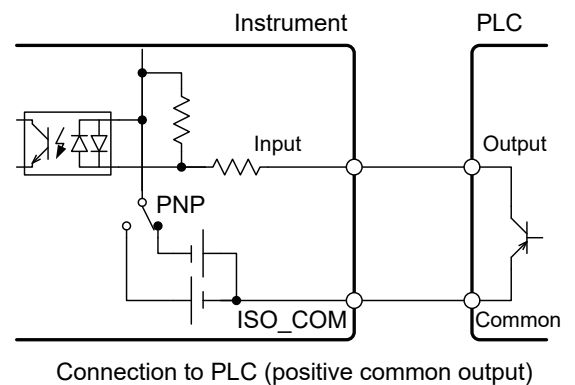 Instrument
PLC
Input
Output
PNP
ISO_COM
Common
Connection to PLC (positive common output)